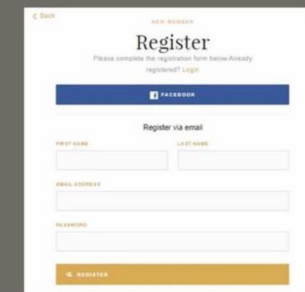 Back
NEW MEMBER
Register
Please complete the registration form below Already
registered? Login
FACEBOOK
Register via email
FIRST NAME
LAST NAME
EMAIL ADDRESS
PASSWORD
REGISTER